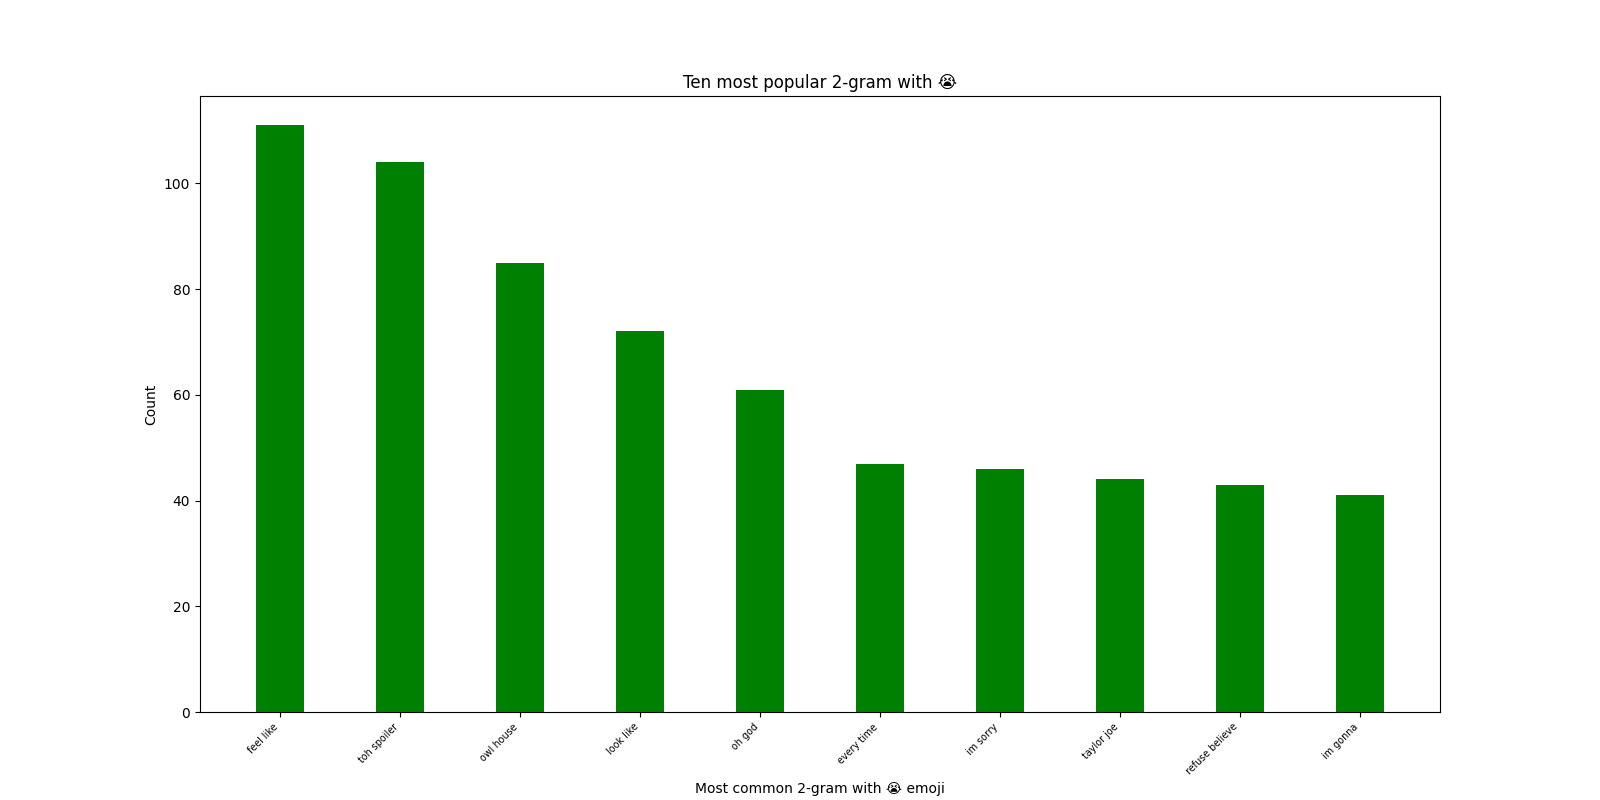 Ten most popular 2-gram with 😭
Count
100
80
60
40
20
0
feel like
toh spoiler
owl house
look like
oh god
every time
im sorry
taylor joe
refuse believe
im gonna
Most common 2-gram with 😭 emoji